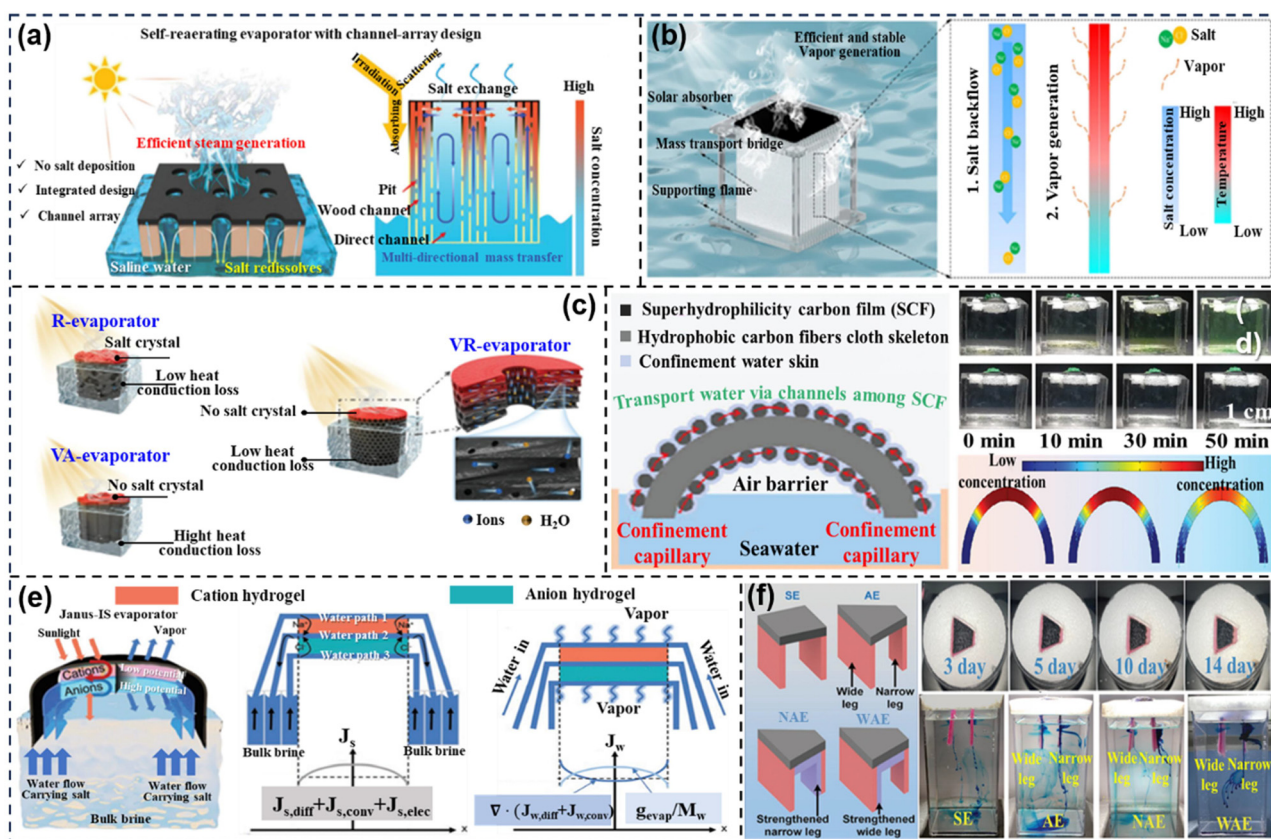 (a)
Self-reaerating evaporator with channel-array design
Efficient steam generation
✓ No salt deposition
✓ Integrated design
✓ Channel array
Saline water
Salt redissolves
Irradiation
Scattering
Absorbing
Salt exchange
Pit
Wood channel
Direct channel
Multi-directional mass transfer
High
Salt concentration
Low
(b)
Efficient and stable
Vapor generation
Solar absorber
Mass transport bridge
Supporting flame
1. Salt backflow
2. Vapor generation
Salt
Vapor
High
High
Salt concentration
Temperature
Low
Low
R-evaporator
Salt crystal
Low heat
conduction loss
VA-evaporator
No salt crystal
Hight heat
conduction loss
VR-evaporator
No salt crystal
Low heat
conduction loss
Ions
H2O
(c)
Superhydrophilicity carbon film (SCF)
Hydrophobic carbon fibers cloth skeleton
Confinement water skin
Transport water via channels among SCF
Air barrier
Confinement
capillary
Seawater
Confinement
capillary
(
d)
1 cm
0 min
10 min
30 min
50 min
Low
concentration
High
concentration
(e)
Cation hydrogel
Anion hydrogel
Janus-IS evaporator
Sunlight
Vapor
Cations
Low potential
Anions
High potential
Water flow
Carrying salt
Water flow
Carrying salt
Bulk brine
Water path 1
Water path 2
Water path 3
Bulk brine
Bulk brine
Js
Js,diff+Js,conv+Js,elec
x
Vapor
Water in
Water in
Vapor
Jw
∇·(Jw,diff+Jw,conv)
gevap/Mw
x
(f)
SE
AE
Wide
leg
Narrow
leg
NAE
WAE
Strengthened
narrow leg
Strengthened
wide leg
3 day
5 day
10 day
14 day
SE
Wide
leg
Narrow
leg
AE
Wide
leg
Narrow
leg
NAE
Wide
leg
Narrow
leg
WAE